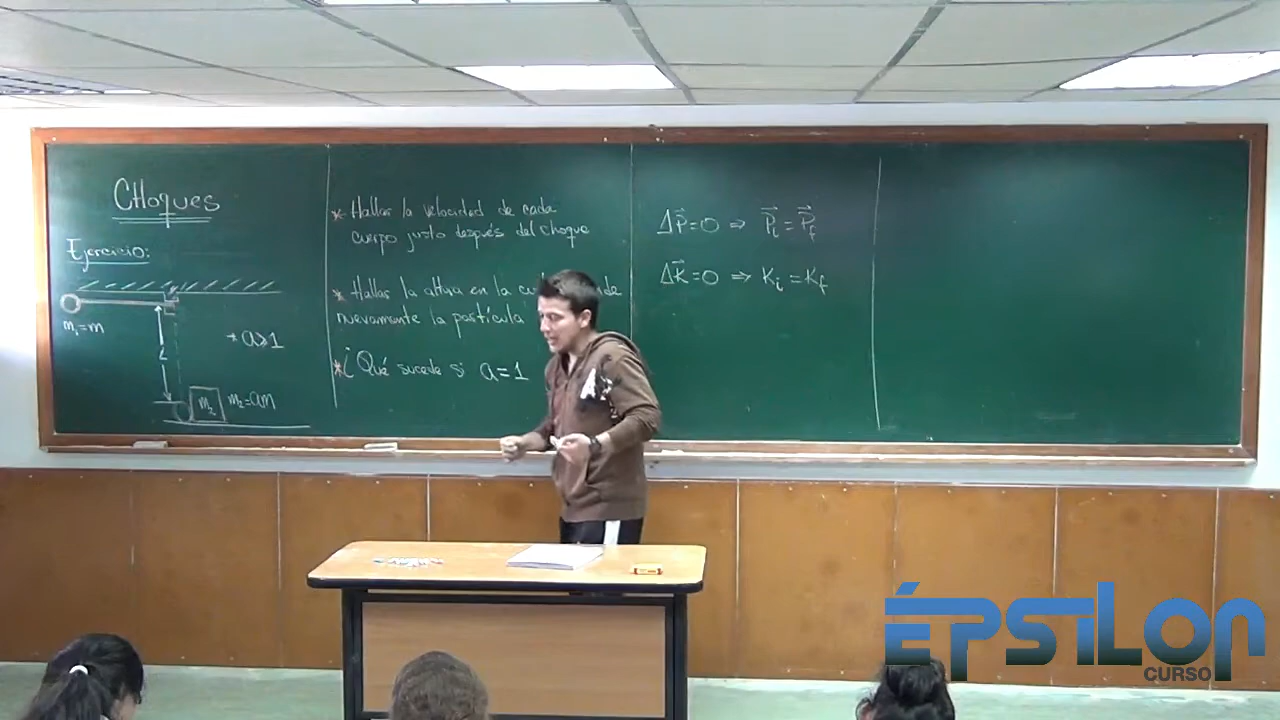 CHoques
Ejercicio:
m₁=m
L
* a≥1
m₂
m₂=am
* Hallar la velocidad de cada
cuerpo justo después del choque
* Hallar la altura en la
nuevamente la partícula
* ¿Qué sucede si a=1
ΔP⃗=0 ⇒ P⃗i=P⃗f
ΔK⃗=0 ⇒ Ki=Kf
ÉPSILON
CURSO